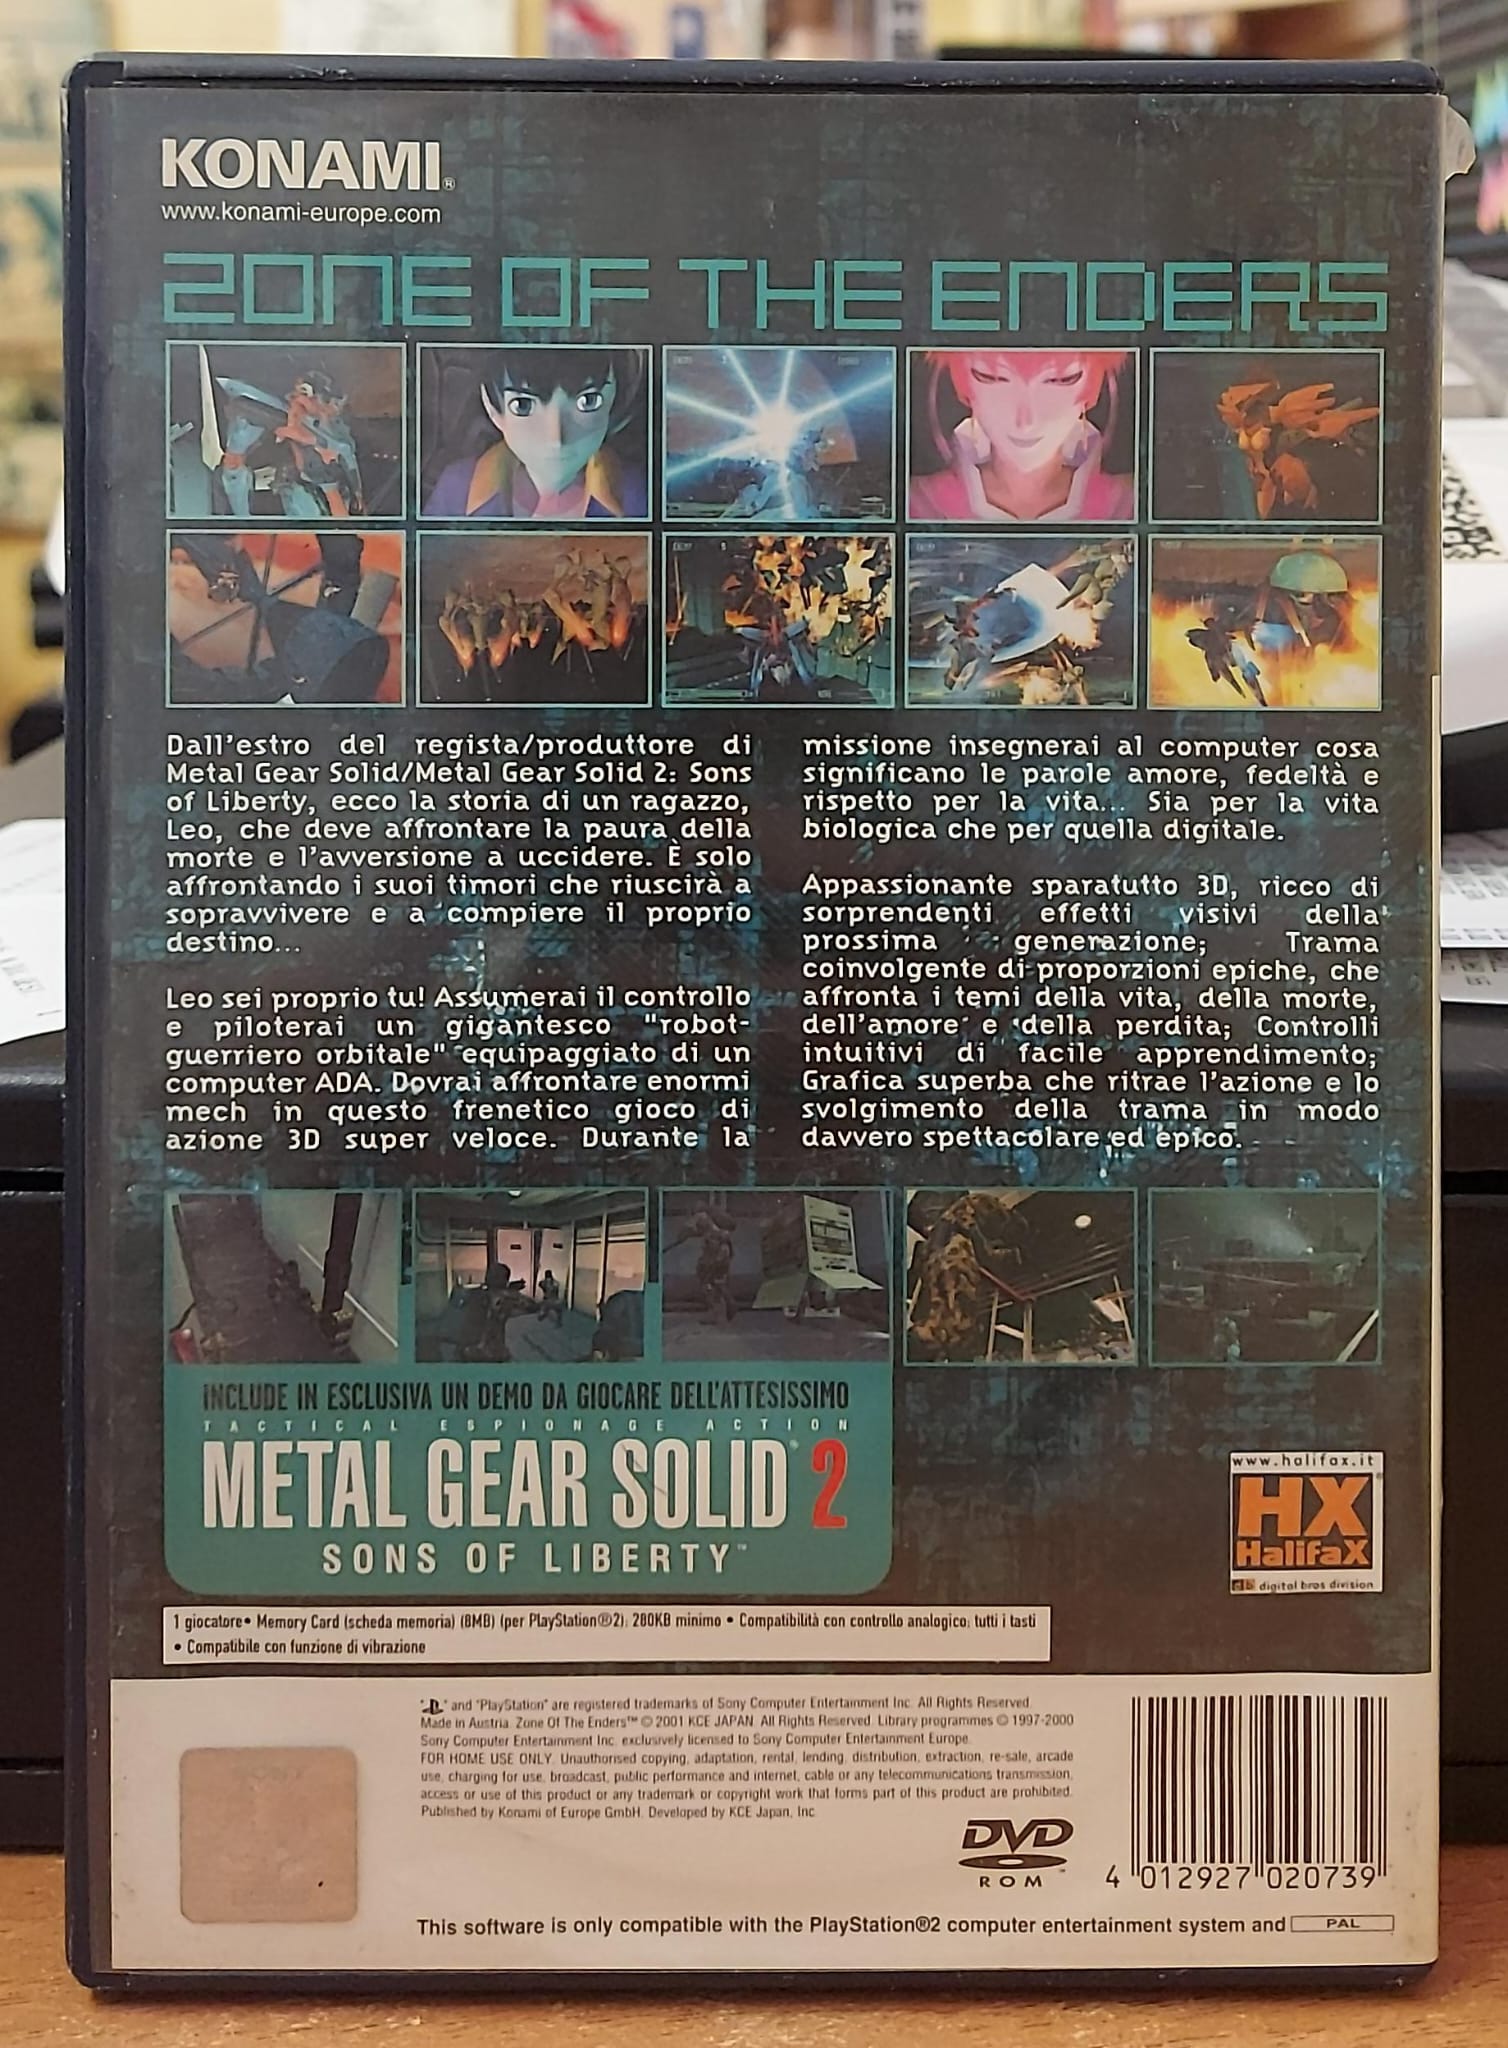 KONAMI®
www.konami-europe.com
ZONE OF THE ENDERS
Dall'estro del regista/produttore di
Metal Gear Solid/Metal Gear Solid 2: Sons
of Liberty, ecco la storia di un ragazzo,
Leo, che deve affrontare la paura della
morte e l'avversione a uccidere. È solo
affrontando i suoi timori che riuscirà a
sopravvivere e a compiere il proprio
destino...
Leo sei proprio tu! Assumerai il controllo
e piloterai un gigantesco "robot-
guerriero orbitale" equipaggiato di un
computer ADA. Dovrai affrontare enormi
mech in questo frenetico gioco di
azione 3D super veloce. Durante la
missione insegnerai al computer cosa
significano le parole amore, fedeltà e
rispetto per la vita... Sia per la vita
biologica che per quella digitale.
Appassionante sparatutto 3D, ricco di
sorprendenti effetti visivi della
prossima generazione; Trama
coinvolgente di proporzioni epiche, che
affronta i temi della vita, della morte,
dell'amore e della perdita; Controlli
intuitivi di facile apprendimento;
Grafica superba che ritrae l'azione e lo
svolgimento della trama in modo
davvero spettacolare ed epico.
INCLUDE IN ESCLUSIVA UN DEMO DA GIOCARE DELL'ATTESISSIMO
TACTICAL ESPIONAGE ACTION
METAL GEAR SOLID® 2
SONS OF LIBERTY™
www.halifax.it
HX®
HalifaX
db digital bros division
1 giocatore• Memory Card (scheda memoria) (8MB) (per PlayStation®2): 280KB minimo • Compatibilità con controllo analogico: tutti i tasti
• Compatibile con funzione di vibrazione
" " and "PlayStation" are registered trademarks of Sony Computer Entertainment Inc. All Rights Reserved.
Made in Austria. Zone Of The Enders™ © 2001 KCE JAPAN. All Rights Reserved. Library programmes © 1997-2000
Sony Computer Entertainment Inc. exclusively licensed to Sony Computer Entertainment Europe.
FOR HOME USE ONLY. Unauthorised copying, adaptation, rental, lending, distribution, extraction, re-sale, arcade
use, charging for use, broadcast, public performance and internet, cable or any telecommunications transmission,
access or use of this product or any trademark or copyright work that forms part of this product are prohibited.
Published by Konami of Europe GmbH. Developed by KCE Japan, Inc.
DVD™
ROM
4 012927 020739
This software is only compatible with the PlayStation®2 computer entertainment system and PAL